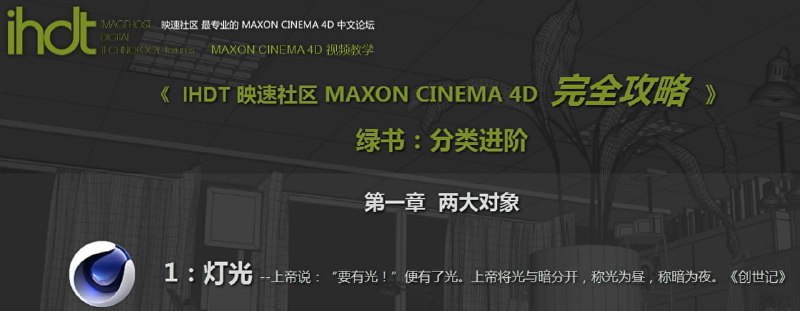 ihdt
IMAGEHOST
DIGITAL
TECHNOLOGY features
映速社区 最专业的 MAXON CINEMA 4D 中文论坛
MAXON CINEMA 4D 视频教学
《 IHDT 映速社区 MAXON CINEMA 4D 完全攻略 》
绿书：分类进阶
第一章 两大对象
1：灯光 --上帝说：“要有光！”便有了光。上帝将光与暗分开，称光为昼，称暗为夜。《创世记》